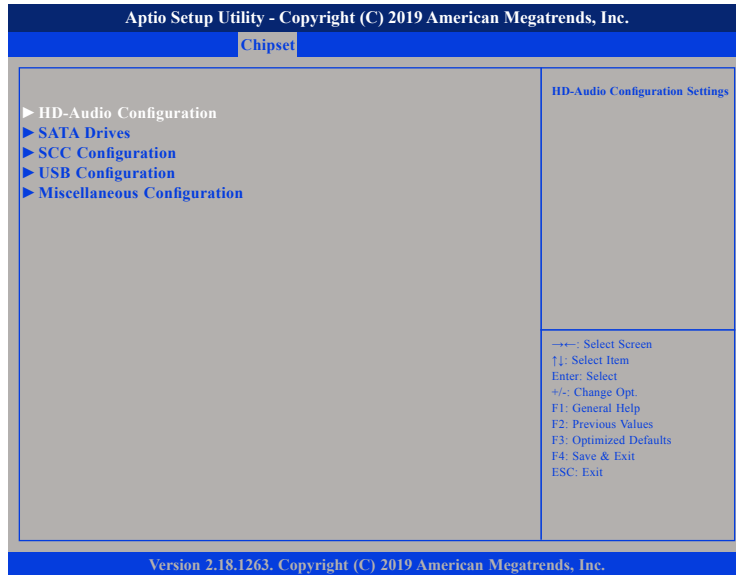 Aptio Setup Utility - Copyright (C) 2019 American Megatrends, Inc.
Chipset
► HD-Audio Configuration
► SATA Drives
► SCC Configuration
► USB Configuration
► Miscellaneous Configuration
HD-Audio Configuration Settings
→←: Select Screen
↑↓: Select Item
Enter: Select
+/-: Change Opt.
F1: General Help
F2: Previous Values
F3: Optimized Defaults
F4: Save & Exit
ESC: Exit
Version 2.18.1263. Copyright (C) 2019 American Megatrends, Inc.